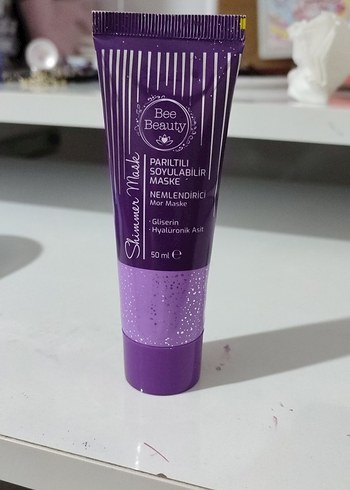 Bee
Beauty
Shimmer Mask
PARILTILI
SOYULABİLİR
MASKE
NEMLENDİRİCİ
Mor Maske
· Gliserin
· Hyalüronik Asit
50 ml ℮